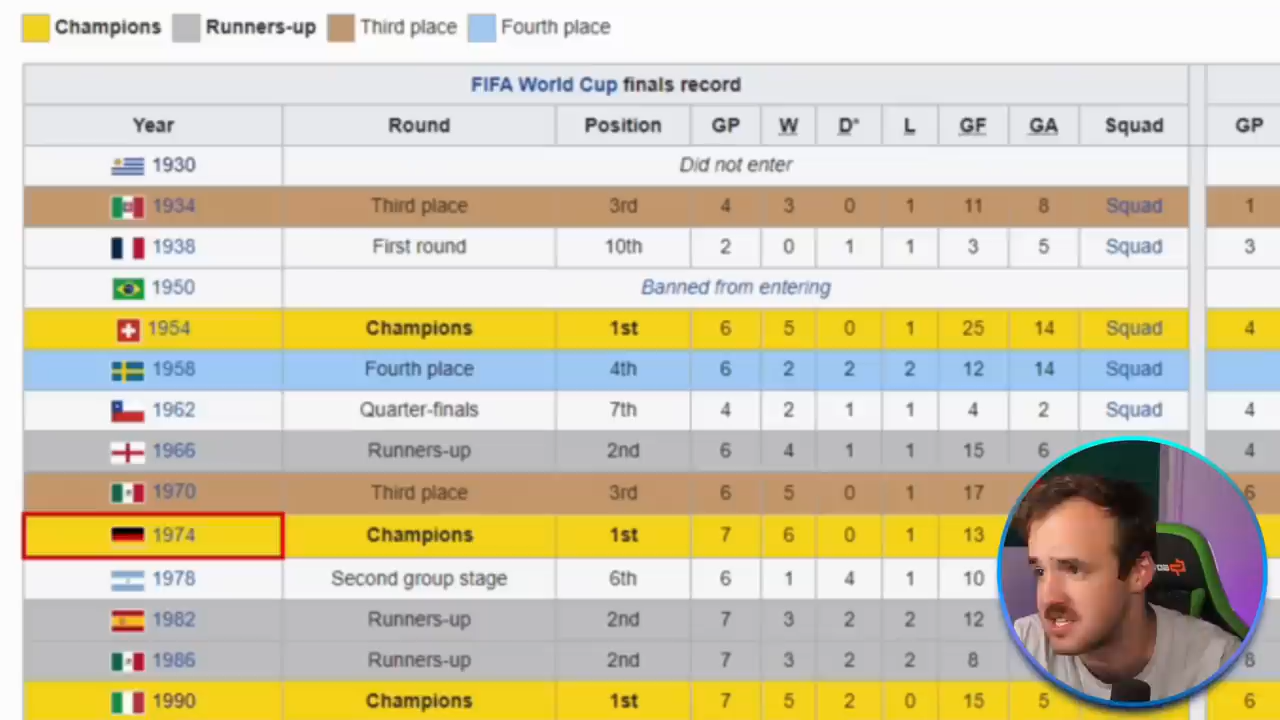 Champions Runners-up Third place Fourth place
FIFA World Cup finals record
Year Round Position GP W D* L GF GA Squad GP
1930 Did not enter
1934 Third place 3rd 4 3 0 1 11 8 Squad 1
1938 First round 10th 2 0 1 1 3 5 Squad 3
1950 Banned from entering
1954 Champions 1st 6 5 0 1 25 14 Squad 4
1958 Fourth place 4th 6 2 2 2 12 14 Squad
1962 Quarter-finals 7th 4 2 1 1 4 2 Squad 4
1966 Runners-up 2nd 6 4 1 1 15 6 4
1970 Third place 3rd 6 5 0 1 17 6
1974 Champions 1st 7 6 0 1 13
1978 Second group stage 6th 6 1 4 1 10
1982 Runners-up 2nd 7 3 2 2 12
1986 Runners-up 2nd 7 3 2 2 8 8
1990 Champions 1st 7 5 2 0 15 5 6